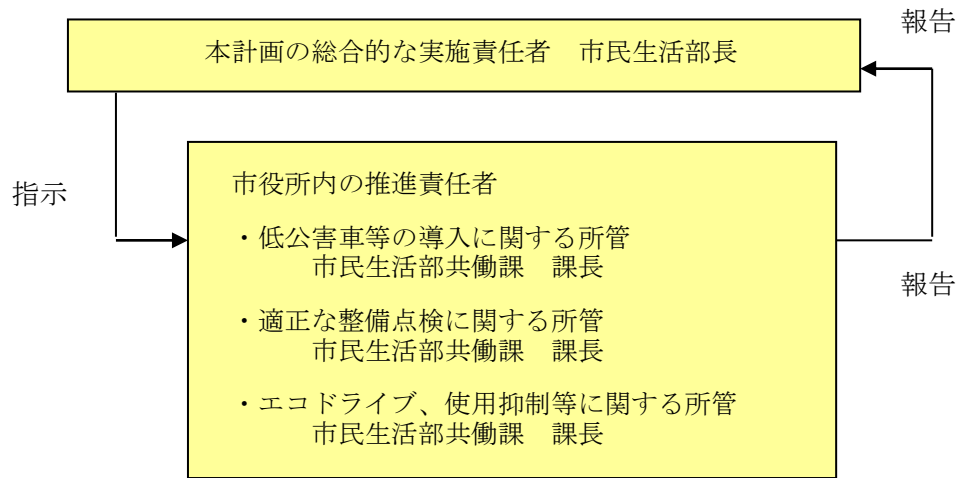 報告
本計画の総合的な実施責任者　市民生活部長
指示
市役所内の推進責任者
・低公害車等の導入に関する所管
市民生活部共働課　課長
・適正な整備点検に関する所管
市民生活部共働課　課長
・エコドライブ、使用抑制等に関する所管
市民生活部共働課　課長
報告